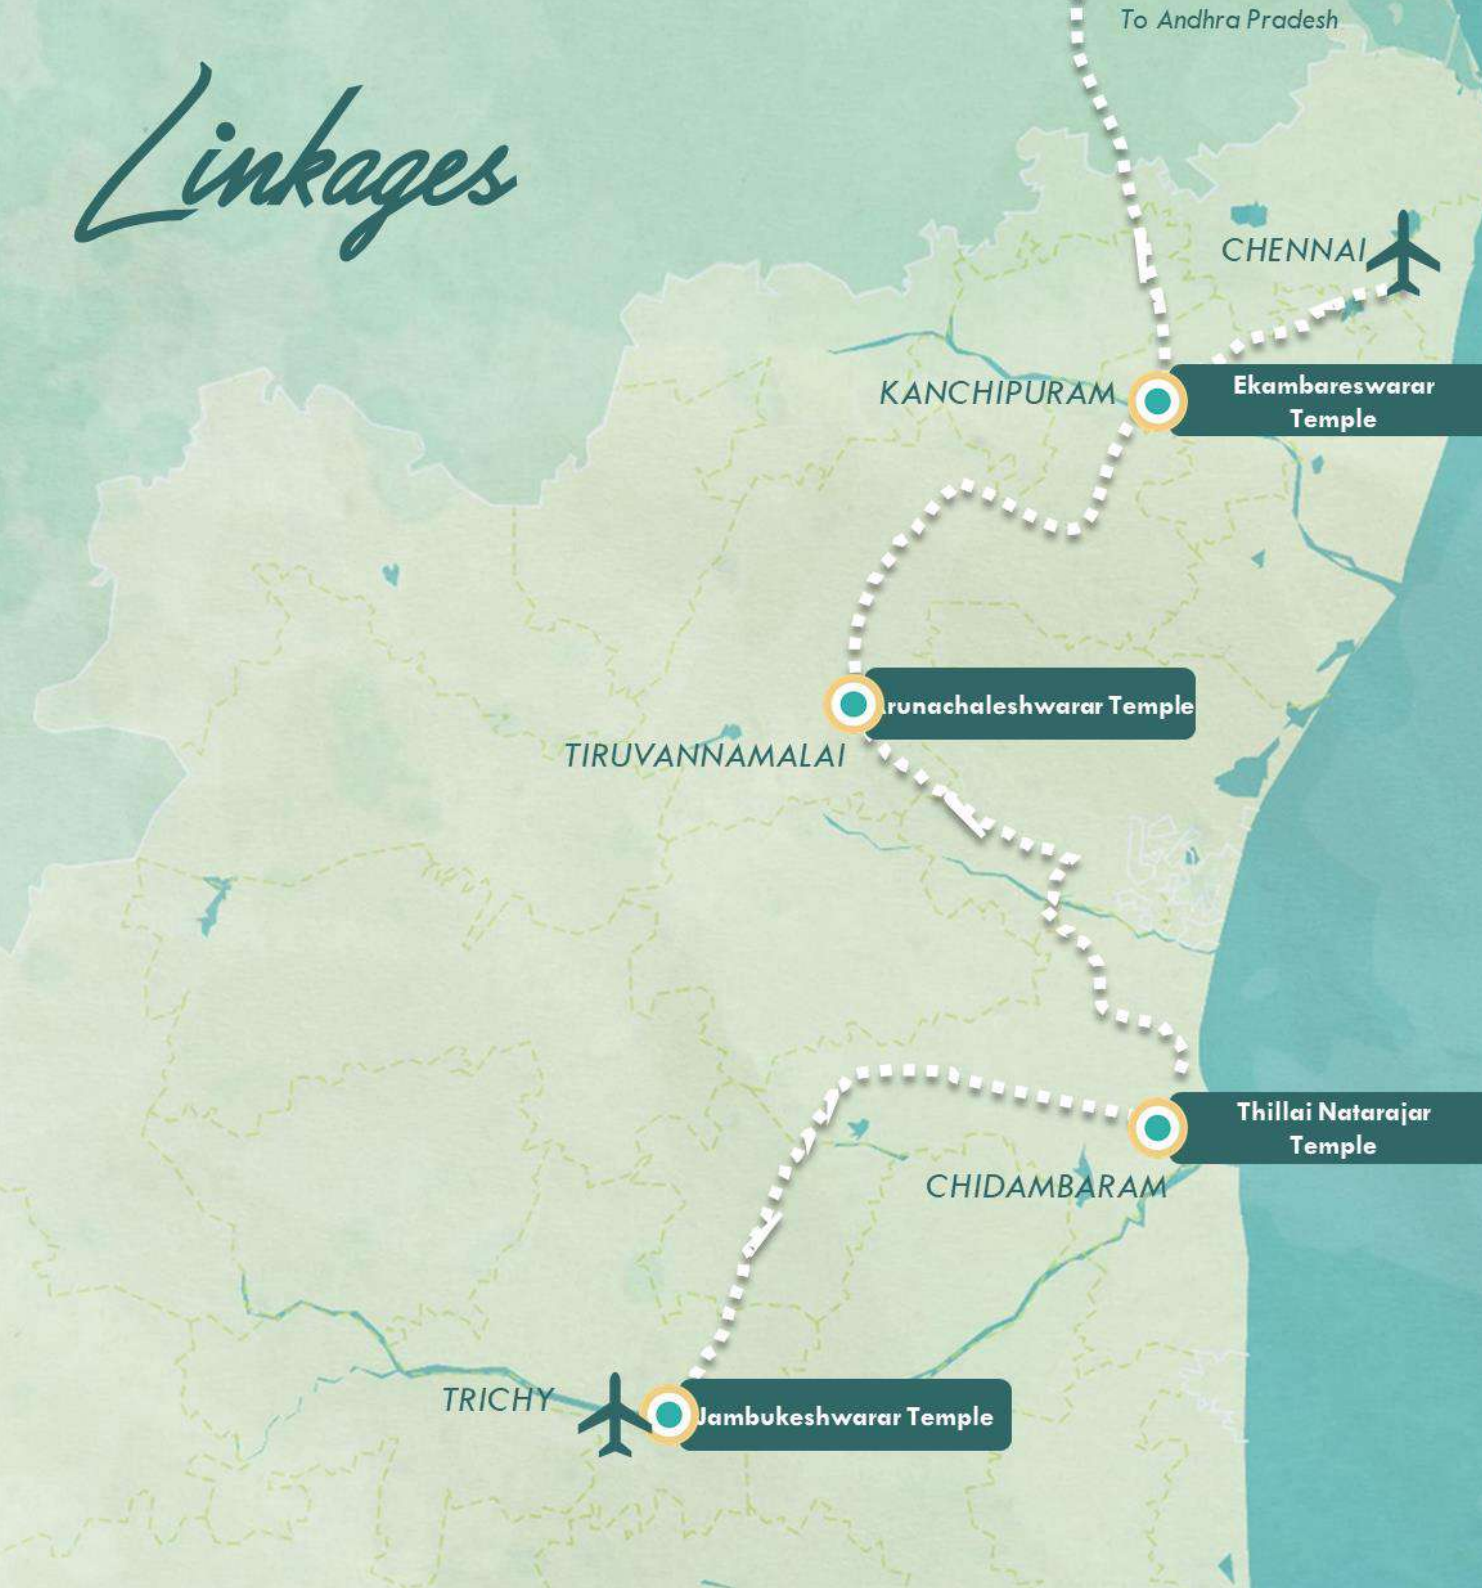 To Andhra Pradesh
Linkages
CHENNAI
KANCHIPURAM
Ekambareswarar
Temple
runachaleshwarar Temple
TIRUVANNAMALAI
Thillai Natarajar
Temple
CHIDAMBARAM
TRICHY
Jambukeshwarar Temple